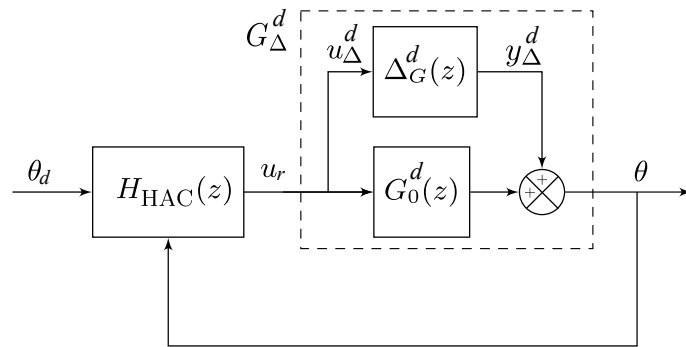 G_Δ^d
u_Δ^d
Δ_G^d(z)
y_Δ^d
θ_d
H_HAC(z)
u_r
G_0^d(z)
+
+
θ